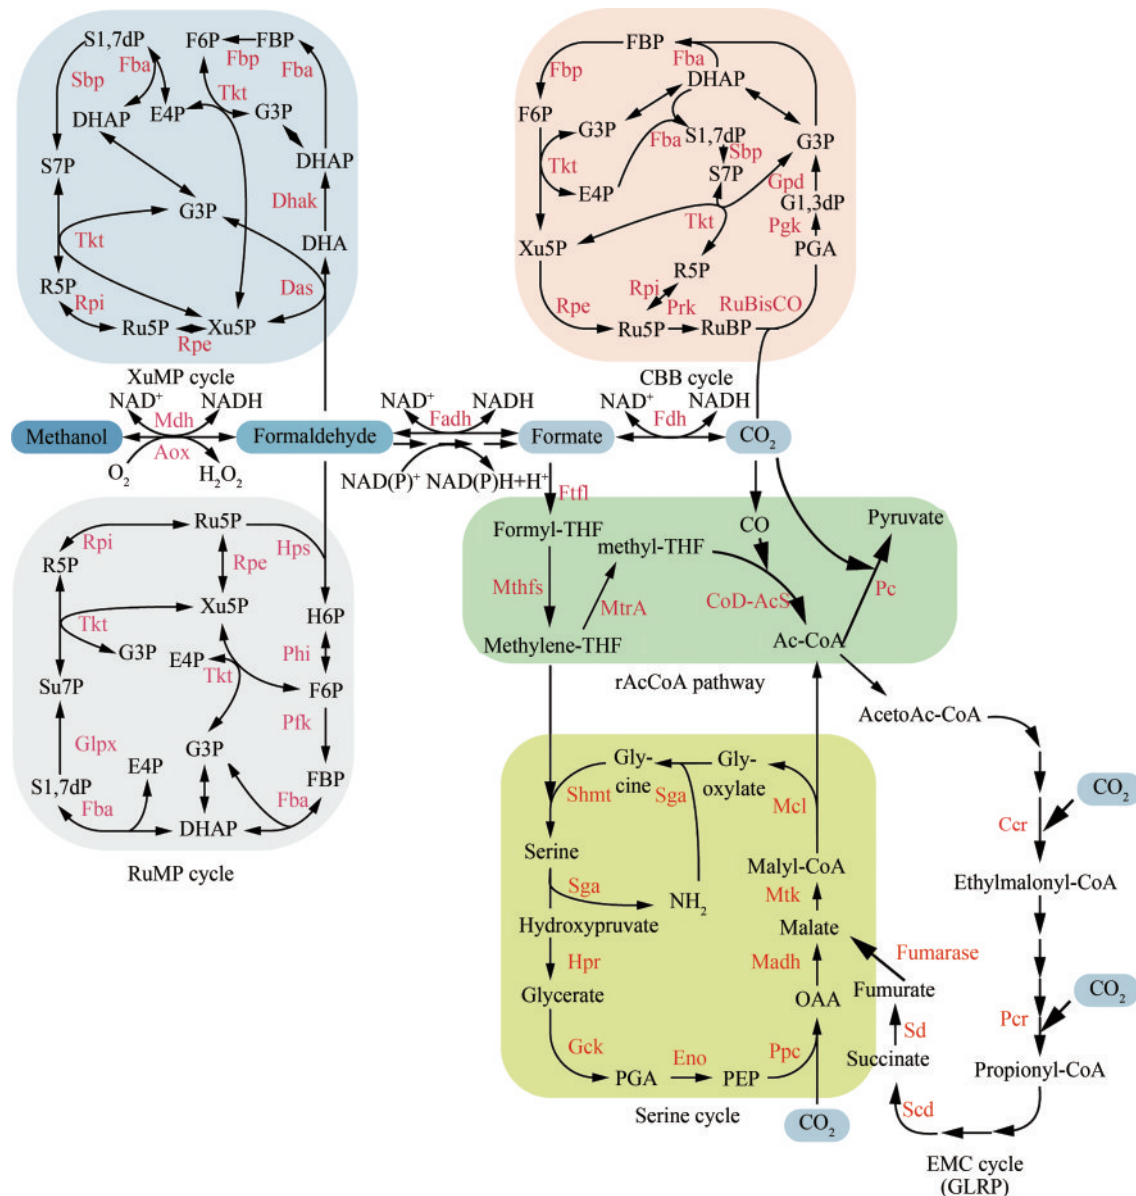 S1,7dP
Fba
Sbp
DHAP
E4P
F6P
FBP
Fbp
Fba
Tkt
G3P
DHAP
S7P
G3P
Dhak
Tkt
DHA
R5P
Rpi
Das
Ru5P
Xu5P
Rpe
XuMP cycle
FBP
Fba
Fbp
DHAP
F6P
G3P
S1,7dP
Fba
Sbp
G3P
Tkt
S7P
Gpd
E4P
G1,3dP
Tkt
Pgk
Xu5P
PGA
R5P
Rpi
Rpe
Prk
RuBisCO
Ru5P
RuBP
CBB cycle
NAD+
NADH
Mdh
Methanol
Aox
O2
H2O2
Formaldehyde
NAD+
NADH
Fadh
NAD(P)+
NAD(P)H+H+
Formate
NAD+
NADH
Fdh
CO2
Ru5P
Rpi
Hps
R5P
Rpe
Xu5P
H6P
Tkt
G3P
E4P
Tkt
Phi
Su7P
F6P
Pfk
Glpx
G3P
E4P
S1,7dP
FBP
Fba
Fba
DHAP
RuMP cycle
Ftfl
Formyl-THF
methyl-THF
CO
Pyruvate
Mthfs
MtrA
CoD-AcS
Pc
Methylene-THF
Ac-CoA
rAcCoA pathway
AcetoAc-CoA
Gly-
cine
Gly-
oxylate
Shmt
Sga
Mcl
Serine
Malyl-CoA
Sga
NH2
Mtk
Hydroxypruvate
Malate
Hpr
Madh
Fumarase
Glycerate
OAA
Fumurate
Gck
Eno
Ppc
Sd
Succinate
PGA
PEP
Serine cycle
CO2
Scd
CO2
Ccr
Ethylmalonyl-CoA
CO2
Pcr
Propionyl-CoA
EMC cycle
(GLRP)